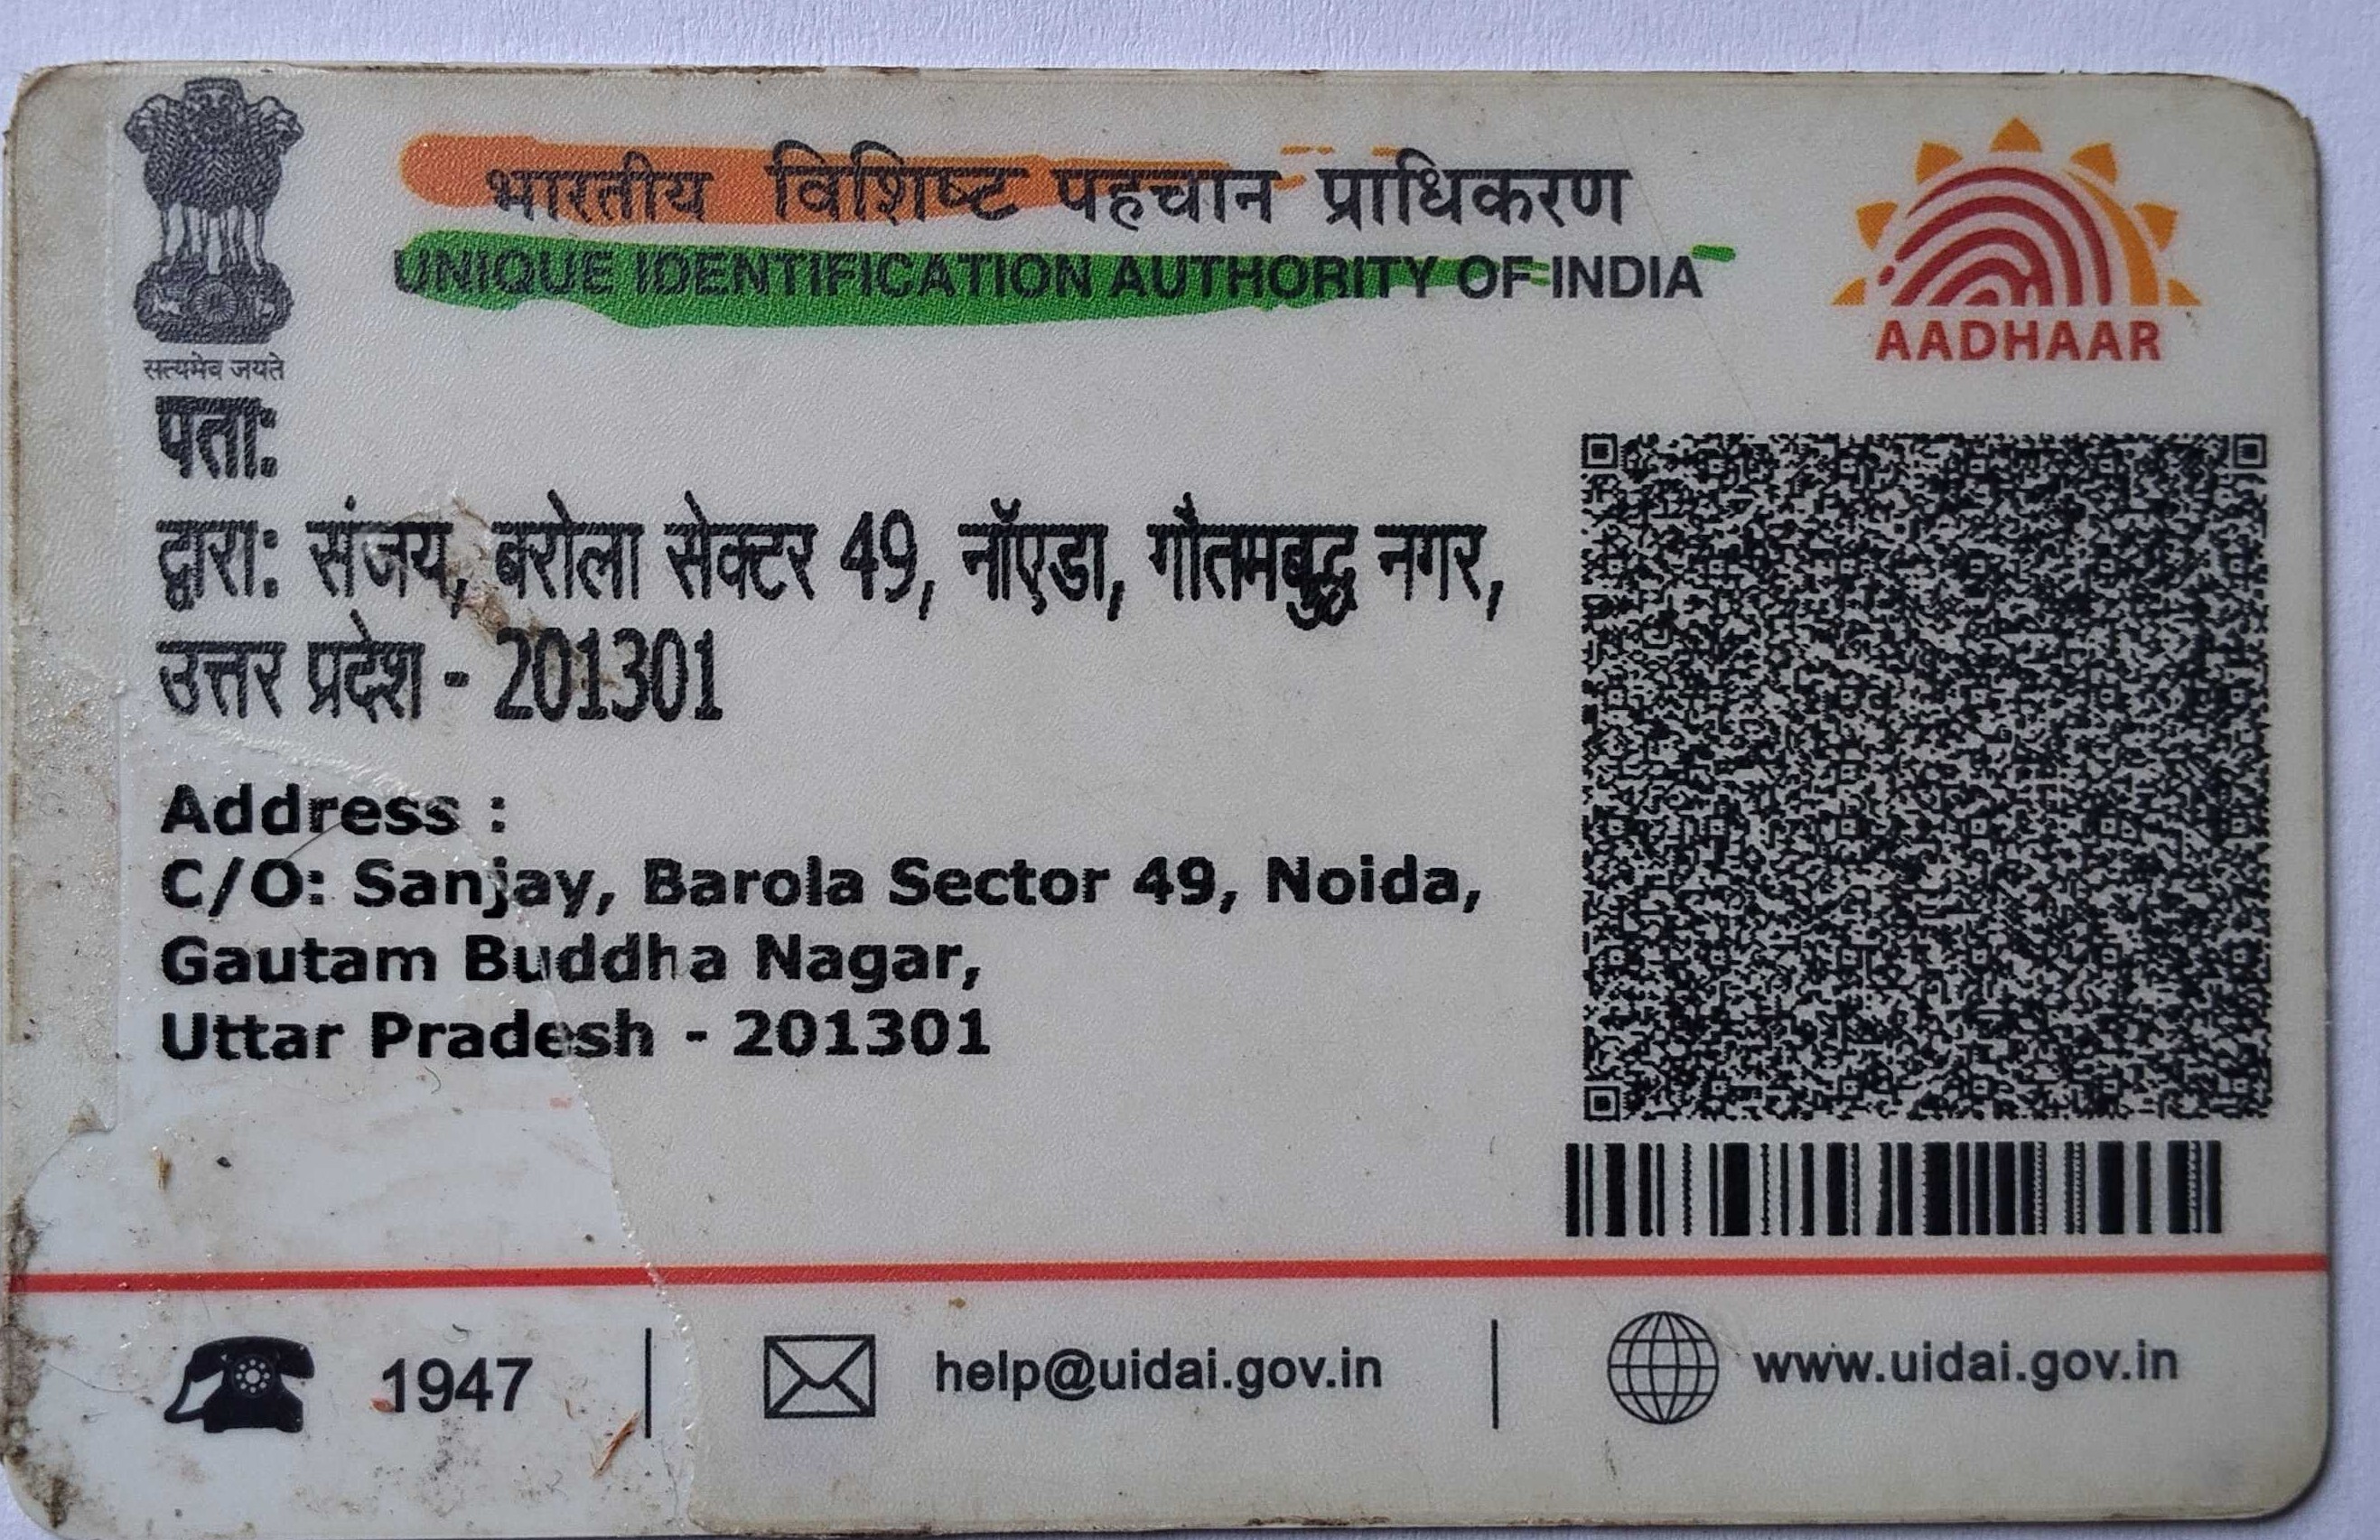 भारतीय विशिष्ट पहचान प्राधिकरण
UNIQUE IDENTIFICATION AUTHORITY OF INDIA
AADHAAR
सत्यमेव जयते
पता:
द्वारा: संजय, बरोला सेक्टर 49, नॉएडा, गौतमबुद्ध नगर,
उत्तर प्रदेश - 201301
Address :
C/O: Sanjay, Barola Sector 49, Noida,
Gautam Buddha Nagar,
Uttar Pradesh - 201301
1947
help@uidai.gov.in
www.uidai.gov.in